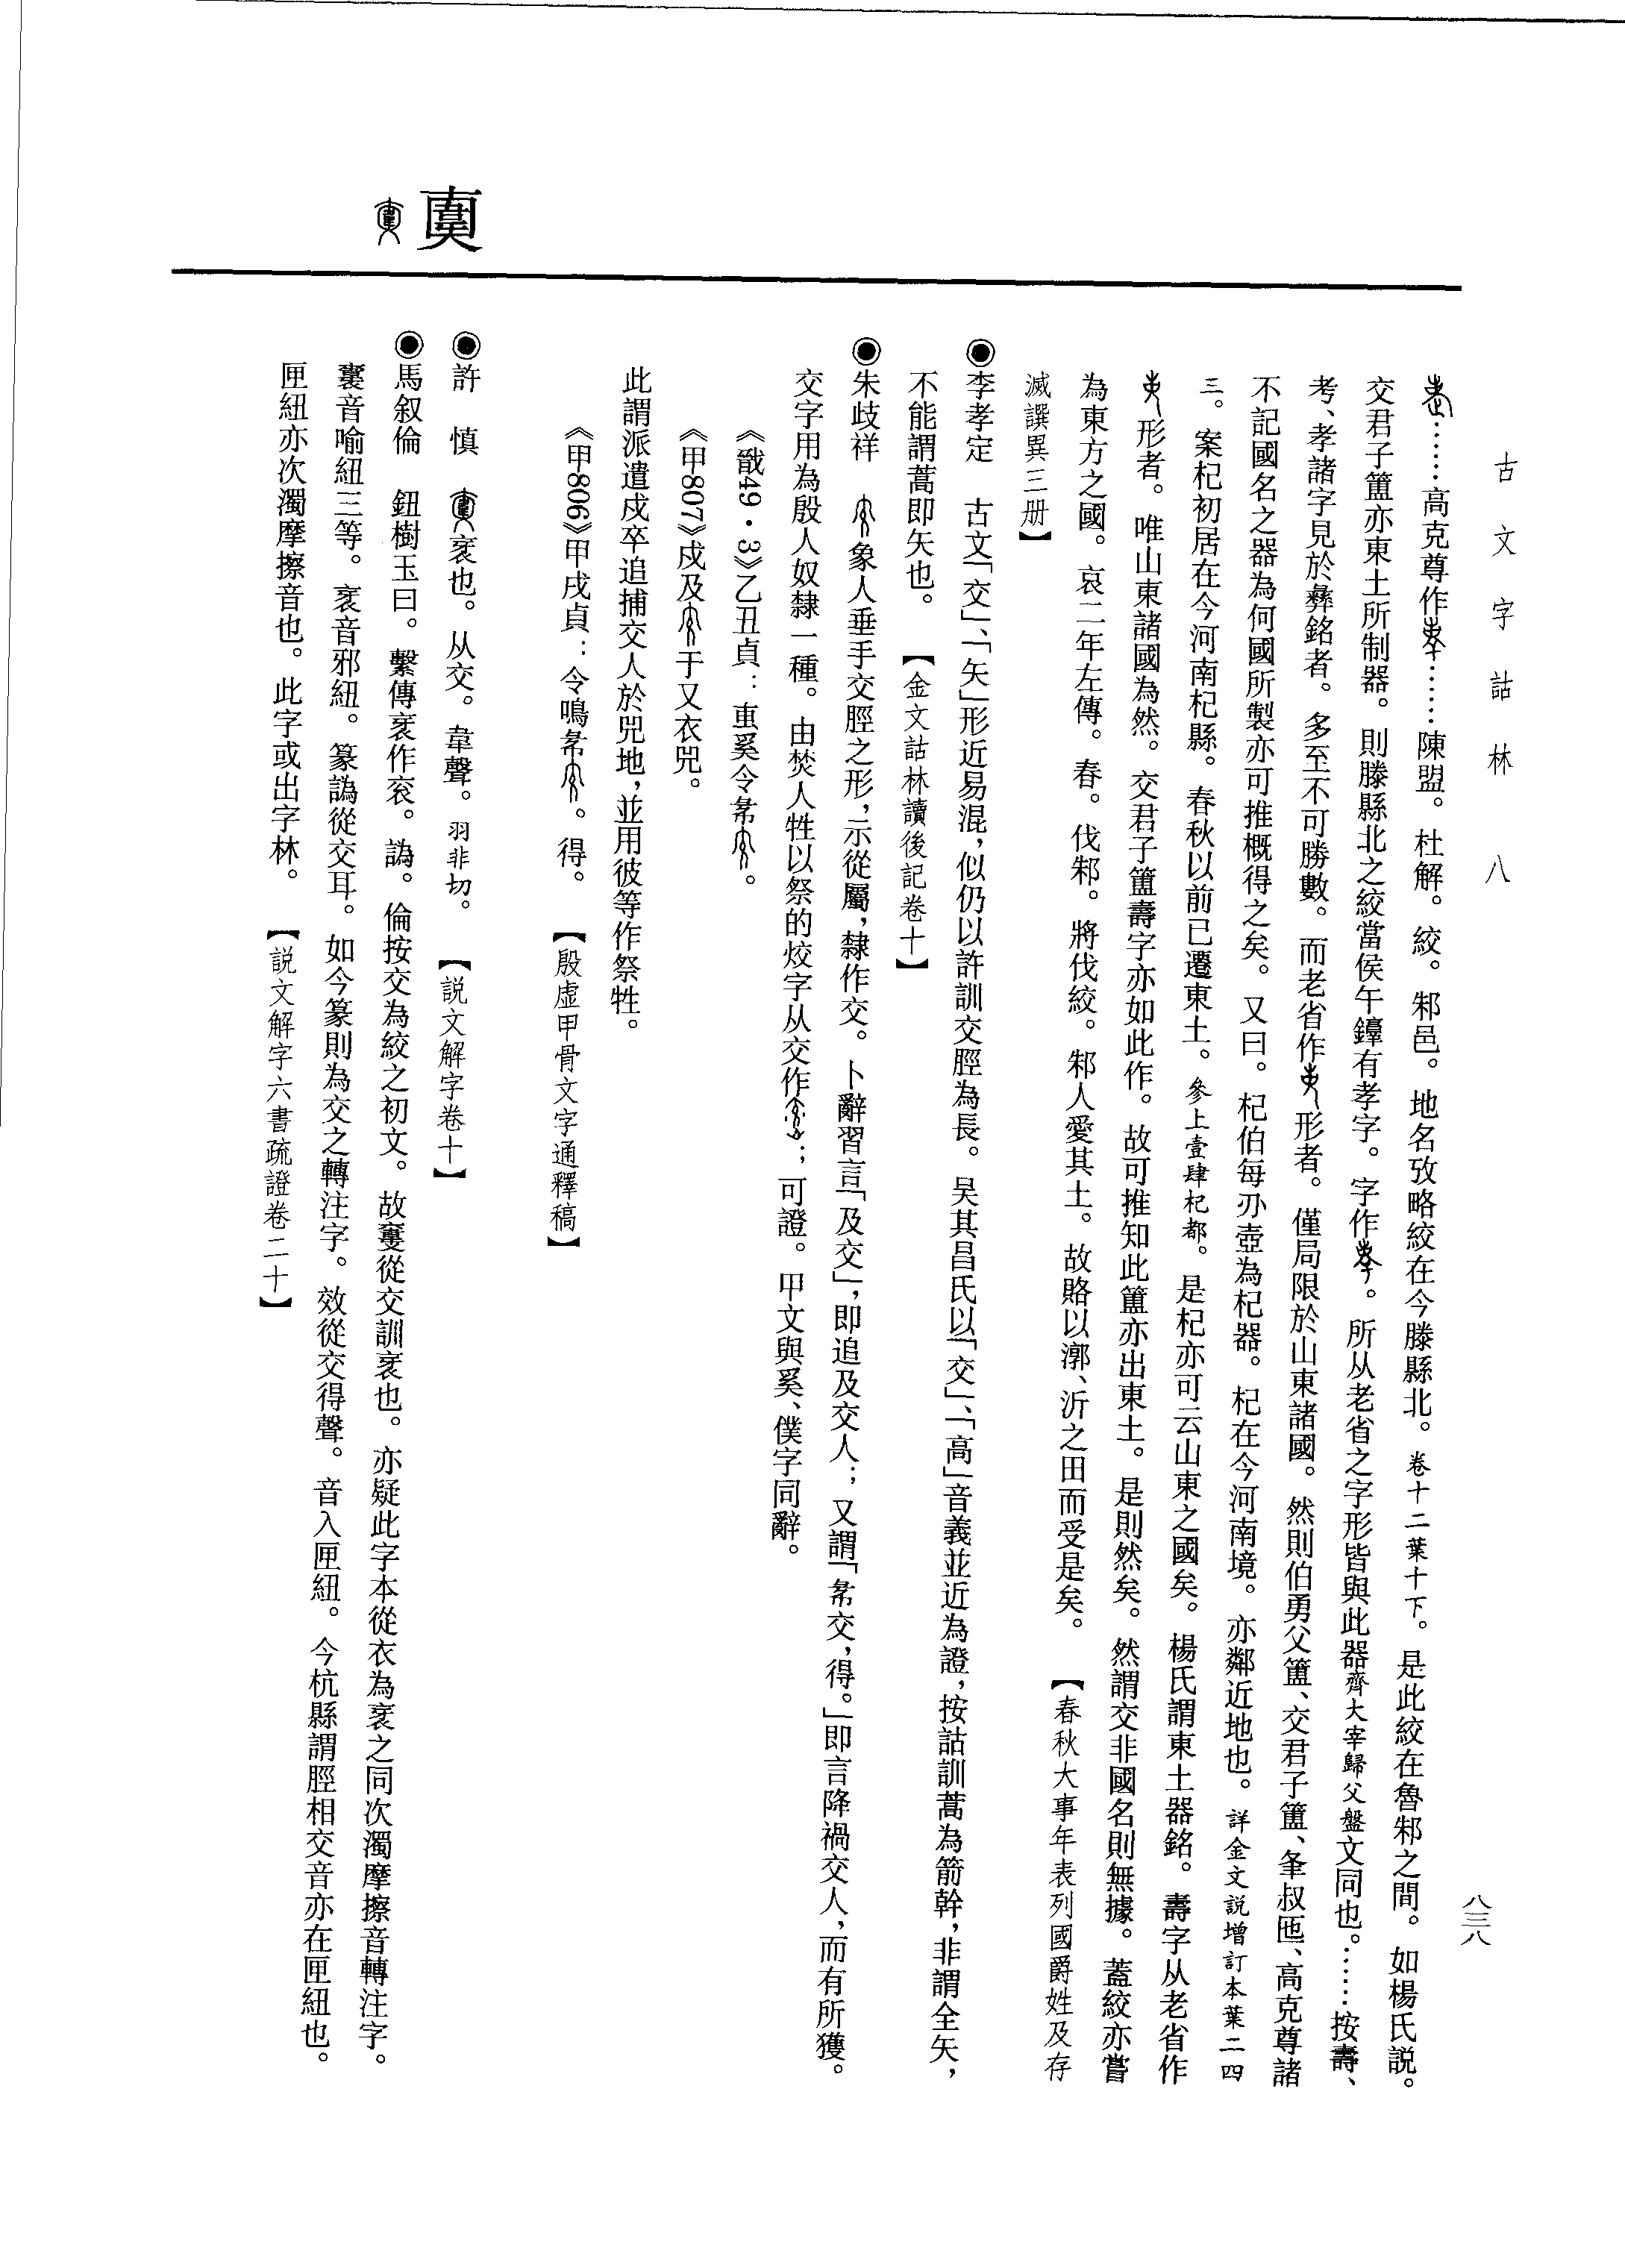 古文字詁林 八
八三八
……高克尊作……陳盟。杜解。絞。邾邑。地名攷略絞在今滕縣北。卷十二葉十下。是此絞在魯邾之間。如楊氏說。
交君子簠亦東土所制器。則滕縣北之絞當侯午鐘有孝字。字作。所从老省之字形皆與此器齊大宰歸父盤文同也。……按壽、
考、孝諸字見於彝銘者。多至不可勝數。而老省作形者。僅局限於山東諸國。然則伯勇父簠、交君子簠、夆叔匜、高克尊諸
不記國名之器為何國所製亦可推概得之矣。又曰。杞伯每刅壺為杞器。杞在今河南境。亦鄰近地也。詳金文說增訂本葉二四
三。案杞初居在今河南杞縣。春秋以前已遷東土。參上壹肆杞都。是杞亦可云山東之國矣。楊氏謂東土器銘。壽字从老省作
形者。唯山東諸國為然。交君子簠壽字亦如此作。故可推知此簠亦出東土。是則然矣。然謂交非國名則無據。蓋絞亦嘗
為東方之國。哀二年左傳。春。伐邾。將伐絞。邾人愛其土。故賂以漷、沂之田而受是矣。【春秋大事年表列國爵姓及存
滅譔異三册】
◉李孝定 古文「交」、「矢」形近易混，似仍以許訓交脛為長。吴其昌氏以「交」、「高」音義並近為證，按詁訓蒿為箭幹，非謂全矢，
不能謂蒿即矢也。【金文詁林讀後記卷十】
◉朱歧祥 象人垂手交脛之形，示從屬，隸作交。卜辭習言「及交」，即追及交人；又謂「㣇交，得。」即言降禍交人，而有所獲。
交字用為殷人奴隸一種。由焚人牲以祭的烄字从交作；可證。甲文與奚、僕字同辭。
《戩49·3》乙丑貞：叀奚令㣇。
《甲807》戍及于又衣兕。
此謂派遣戍卒追捕交人於兕地，並用彼等作祭牲。
《甲806》甲戌貞：令鳴㣇。得。【殷虛甲骨文字通釋稿】
㚆
◉許 慎 㚆衺也。从交。韋聲。羽非切。【説文解字卷十】
◉馬叙倫 鈕樹玉曰。繫傳衺作衮。譌。倫按交為絞之初文。故㚆從交訓衺也。亦疑此字本從衣為衺之同次濁摩擦音轉注字。
褱音喻紐三等。衺音邪紐。篆譌從交耳。如今篆則為交之轉注字。效從交得聲。音入匣紐。今杭縣謂脛相交音亦在匣紐也。
匣紐亦次濁摩擦音也。此字或出字林。【説文解字六書疏證卷二十】